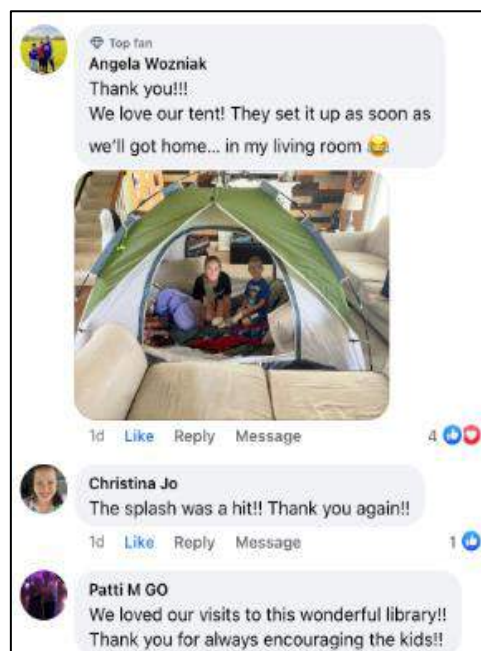 Top fan
Angela Wozniak
Thank you!!!
We love our tent! They set it up as soon as
we'll got home... in my living room 😂
1d Like Reply Message 4
Christina Jo
The splash was a hit!! Thank you again!!
1d Like Reply Message 1
Patti M GO
We loved our visits to this wonderful library!!
Thank you for always encouraging the kids!!